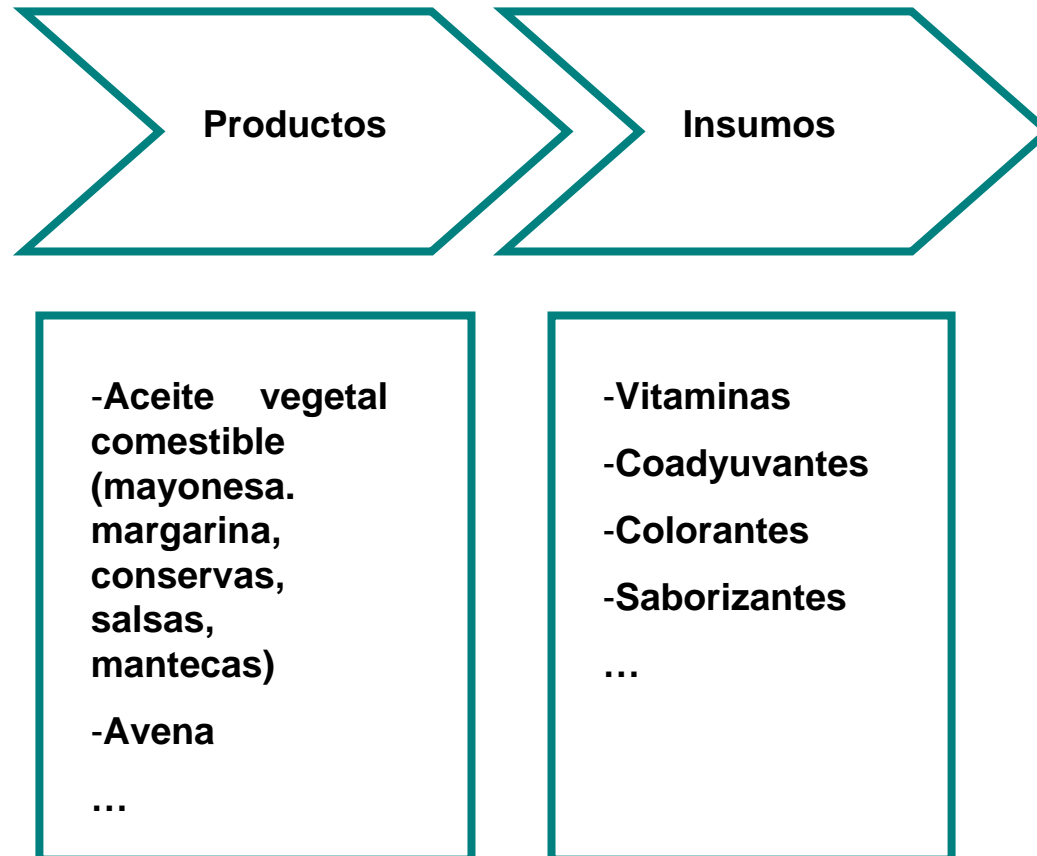 Productos
Insumos
-Aceite vegetal
comestible
(mayonesa.
margarina,
conservas,
salsas,
mantecas)
-Avena
…
-Vitaminas
-Coadyuvantes
-Colorantes
-Saborizantes
…